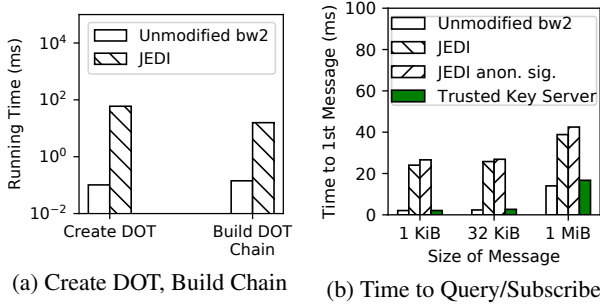 Running Time (ms)
10^4
10^2
10^0
10^-2
Unmodified bw2
JEDI
Create DOT
Build DOT
Chain
(a) Create DOT, Build Chain
Time to 1st Message (ms)
100
80
60
40
20
0
Unmodified bw2
JEDI
JEDI anon. sig.
Trusted Key Server
1 KiB
32 KiB
1 MiB
Size of Message
(b) Time to Query/Subscribe